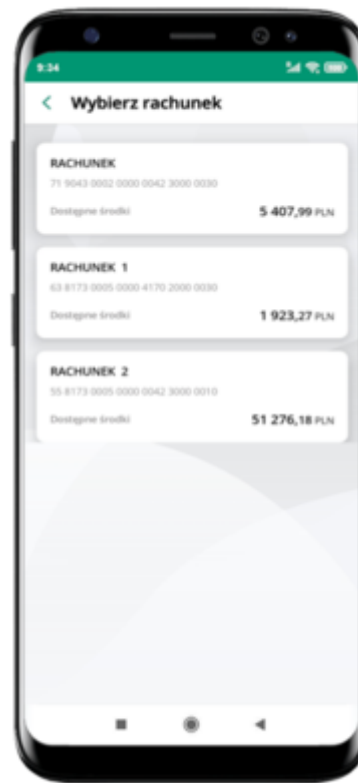 9:34
Wybierz rachunek
RACHUNEK
71 9043 0002 0000 0042 3000 0030
Dostępne środki 5 407,99 PLN
RACHUNEK 1
63 8173 0005 0000 4170 2000 0030
Dostępne środki 1 923,27 PLN
RACHUNEK 2
55 8173 0005 0000 0042 3000 0010
Dostępne środki 51 276,18 PLN